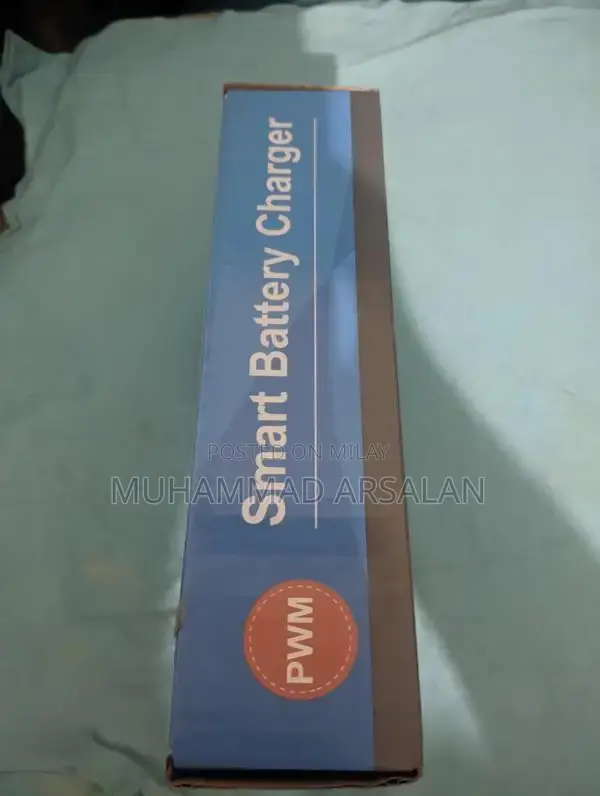 Smart Battery Charger
PWM
POSTED ON MILAY
MUHAMMAD ARSALAN